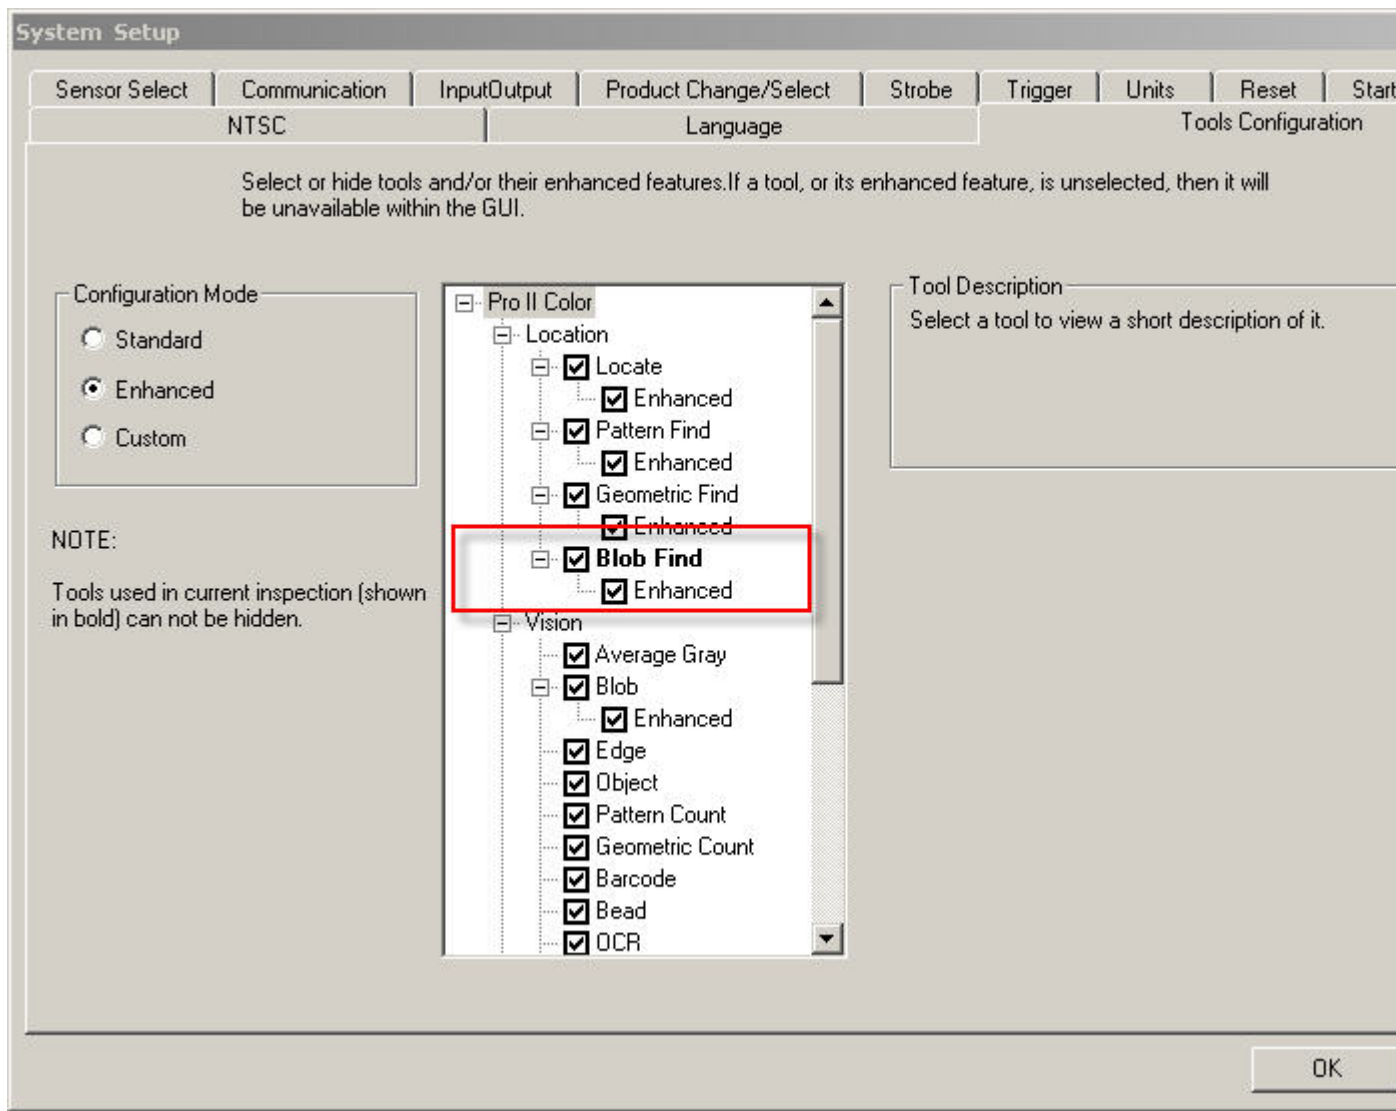 System Setup
Sensor Select Communication InputOutput Product Change/Select Strobe Trigger Units Reset Start
NTSC Language Tools Configuration
Select or hide tools and/or their enhanced features.If a tool, or its enhanced feature, is unselected, then it will
be unavailable within the GUI.
Configuration Mode
Standard
Enhanced
Custom
NOTE:
Tools used in current inspection (shown
in bold) can not be hidden.
Pro II Color
Location
Locate
Enhanced
Pattern Find
Enhanced
Geometric Find
Enhanced
Blob Find
Enhanced
Vision
Average Gray
Blob
Enhanced
Edge
Object
Pattern Count
Geometric Count
Barcode
Bead
OCR
Tool Description
Select a tool to view a short description of it.
OK